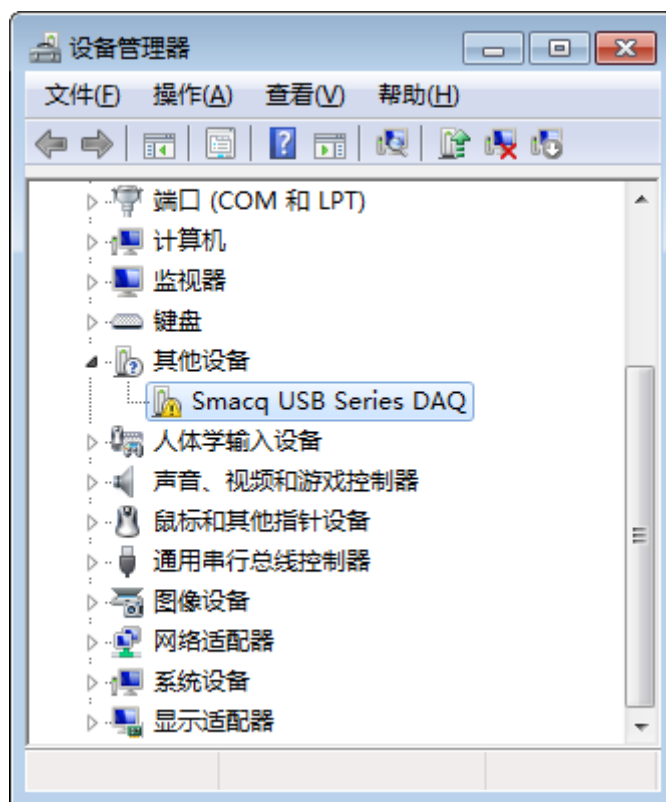 设备管理器
文件(F) 操作(A) 查看(V) 帮助(H)
端口 (COM 和 LPT)
计算机
监视器
键盘
其他设备
Smacq USB Series DAQ
人体学输入设备
声音、视频和游戏控制器
鼠标和其他指针设备
通用串行总线控制器
图像设备
网络适配器
系统设备
显示适配器